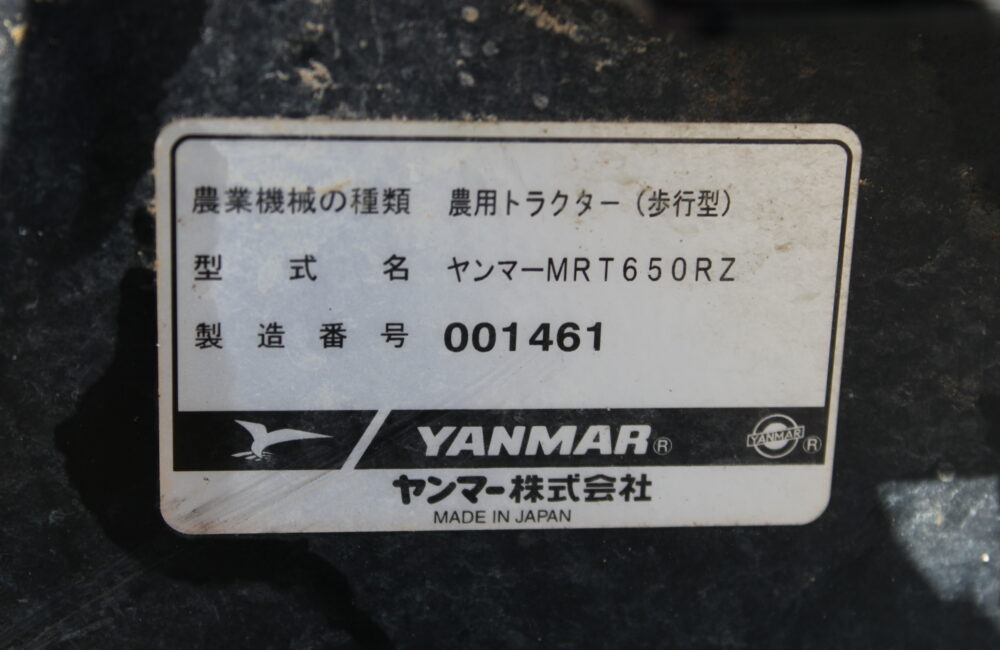 農業機械の種類 農用トラクター（歩行型）
型式名 ヤンマーMRT650RZ
製造番号 001461
YANMAR® YANMAR ®
ヤンマー株式会社
MADE IN JAPAN